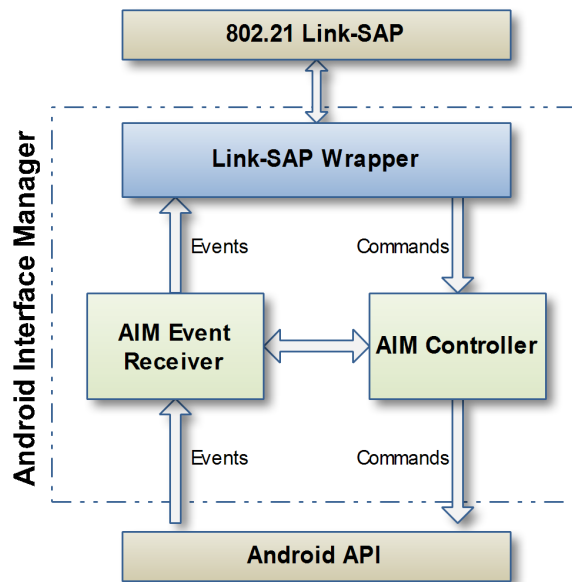 802.21 Link-SAP
Android Interface Manager
Link-SAP Wrapper
Events
Commands
AIM Event
Receiver
AIM Controller
Events
Commands
Android API